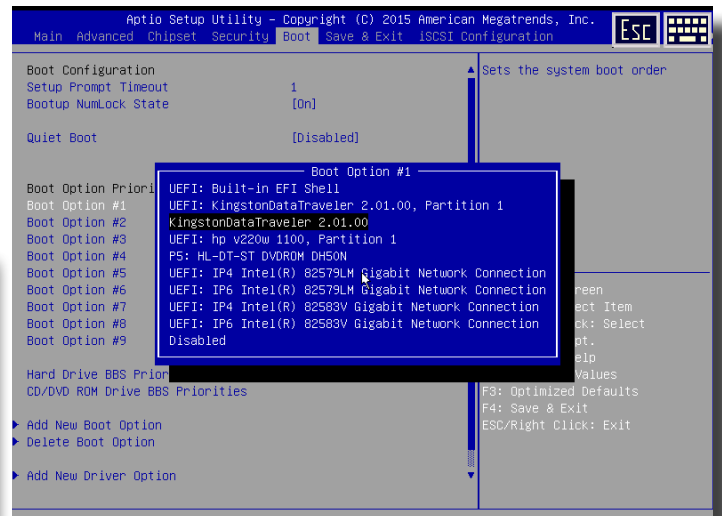 Aptio Setup Utility – Copyright (C) 2015 American Megatrends, Inc.
Main Advanced Chipset Security Boot Save & Exit iSCSI Configuration
Esc
Boot Configuration
Setup Prompt Timeout 1
Bootup NumLock State [On]
Quiet Boot [Disabled]
Boot Option Priori
Boot Option #1
Boot Option #2
Boot Option #3
Boot Option #4
Boot Option #5
Boot Option #6
Boot Option #7
Boot Option #8
Boot Option #9
Hard Drive BBS Prior
CD/DVD ROM Drive BBS Priorities
Add New Boot Option
Delete Boot Option
Add New Driver Option
Boot Option #1
UEFI: Built-in EFI Shell
UEFI: KingstonDataTraveler 2.01.00, Partition 1
KingstonDataTraveler 2.01.00
UEFI: hp v220w 1100, Partition 1
P5: HL-DT-ST DVDROM DH50N
UEFI: IP4 Intel(R) 82579LM Gigabit Network Connection
UEFI: IP6 Intel(R) 82579LM Gigabit Network Connection
UEFI: IP4 Intel(R) 82583V Gigabit Network Connection
UEFI: IP6 Intel(R) 82583V Gigabit Network Connection
Disabled
Sets the system boot order
reen
ect Item
ck: Select
pt.
elp
Values
F3: Optimized Defaults
F4: Save & Exit
ESC/Right Click: Exit